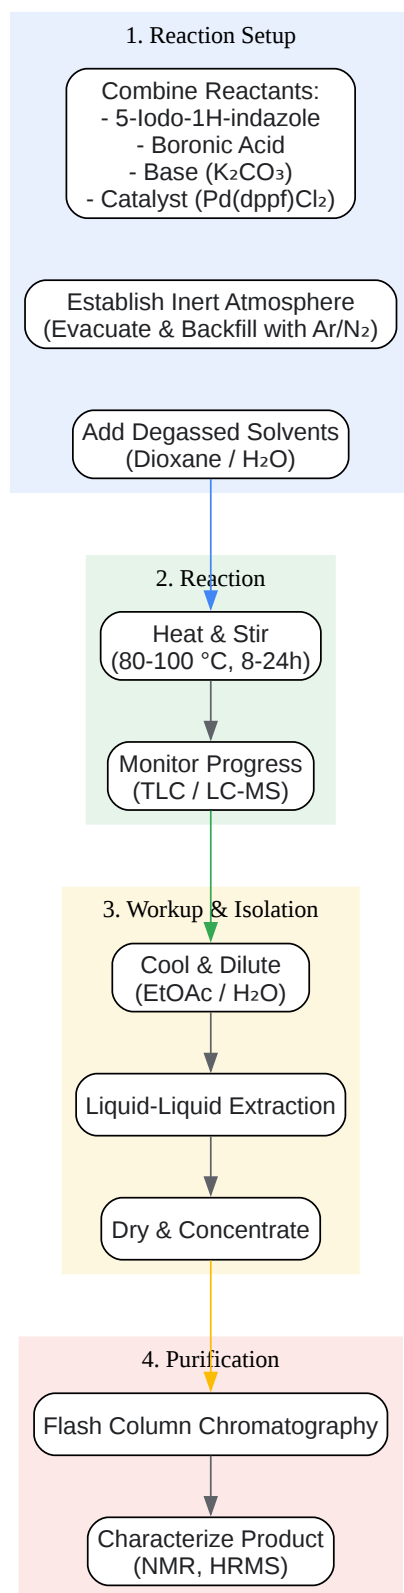 1. Reaction Setup
Combine Reactants:
- 5-Iodo-1H-indazole
- Boronic Acid
- Base (K₂CO₃)
- Catalyst (Pd(dppf)Cl₂)
Establish Inert Atmosphere
(Evacuate & Backfill with Ar/N₂)
Add Degassed Solvents
(Dioxane / H₂O)
2. Reaction
Heat & Stir
(80-100 °C, 8-24h)
Monitor Progress
(TLC / LC-MS)
3. Workup & Isolation
Cool & Dilute
(EtOAc / H₂O)
Liquid-Liquid Extraction
Dry & Concentrate
4. Purification
Flash Column Chromatography
Characterize Product
(NMR, HRMS)